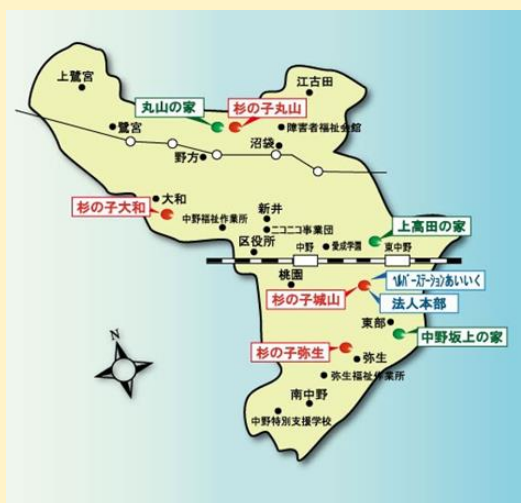 上鷺宮
江古田
丸山の家
杉の子丸山
鷺宮
障害者福祉会館
沼袋
野方
大和
杉の子大和
新井
中野福祉作業所
ニコニコ事業団
上高田の家
区役所
中野
愛成学園
東中野
桃園
ヘルパーステーションあいいく
杉の子城山
法人本部
東部
中野坂上の家
杉の子弥生
弥生
弥生福祉作業所
南中野
中野特別支援学校
N